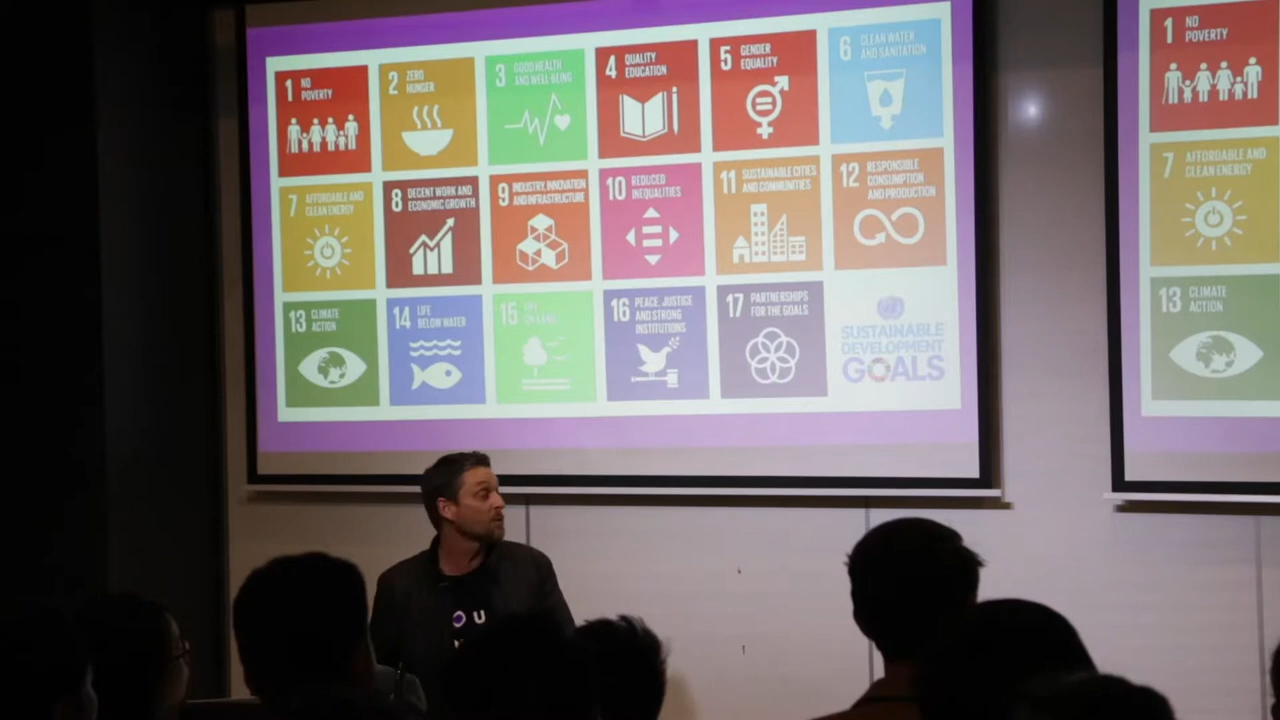 1 NO
POVERTY
2 ZERO
HUNGER
3 GOOD HEALTH
AND WELL-BEING
4 QUALITY
EDUCATION
5 GENDER
EQUALITY
6 CLEAN WATER
AND SANITATION
7 AFFORDABLE AND
CLEAN ENERGY
8 DECENT WORK AND
ECONOMIC GROWTH
9 INDUSTRY, INNOVATION
AND INFRASTRUCTURE
10 REDUCED
INEQUALITIES
11 SUSTAINABLE CITIES
AND COMMUNITIES
12 RESPONSIBLE
CONSUMPTION
AND PRODUCTION
13 CLIMATE
ACTION
14 LIFE
BELOW WATER
15 LIFE
ON LAND
16 PEACE, JUSTICE
AND STRONG
INSTITUTIONS
17 PARTNERSHIPS
FOR THE GOALS
SUSTAINABLE
DEVELOPMENT
GOALS
1 NO
POVERTY
7 AFFORDABLE AND
CLEAN ENERGY
13 CLIMATE
ACTION
O U